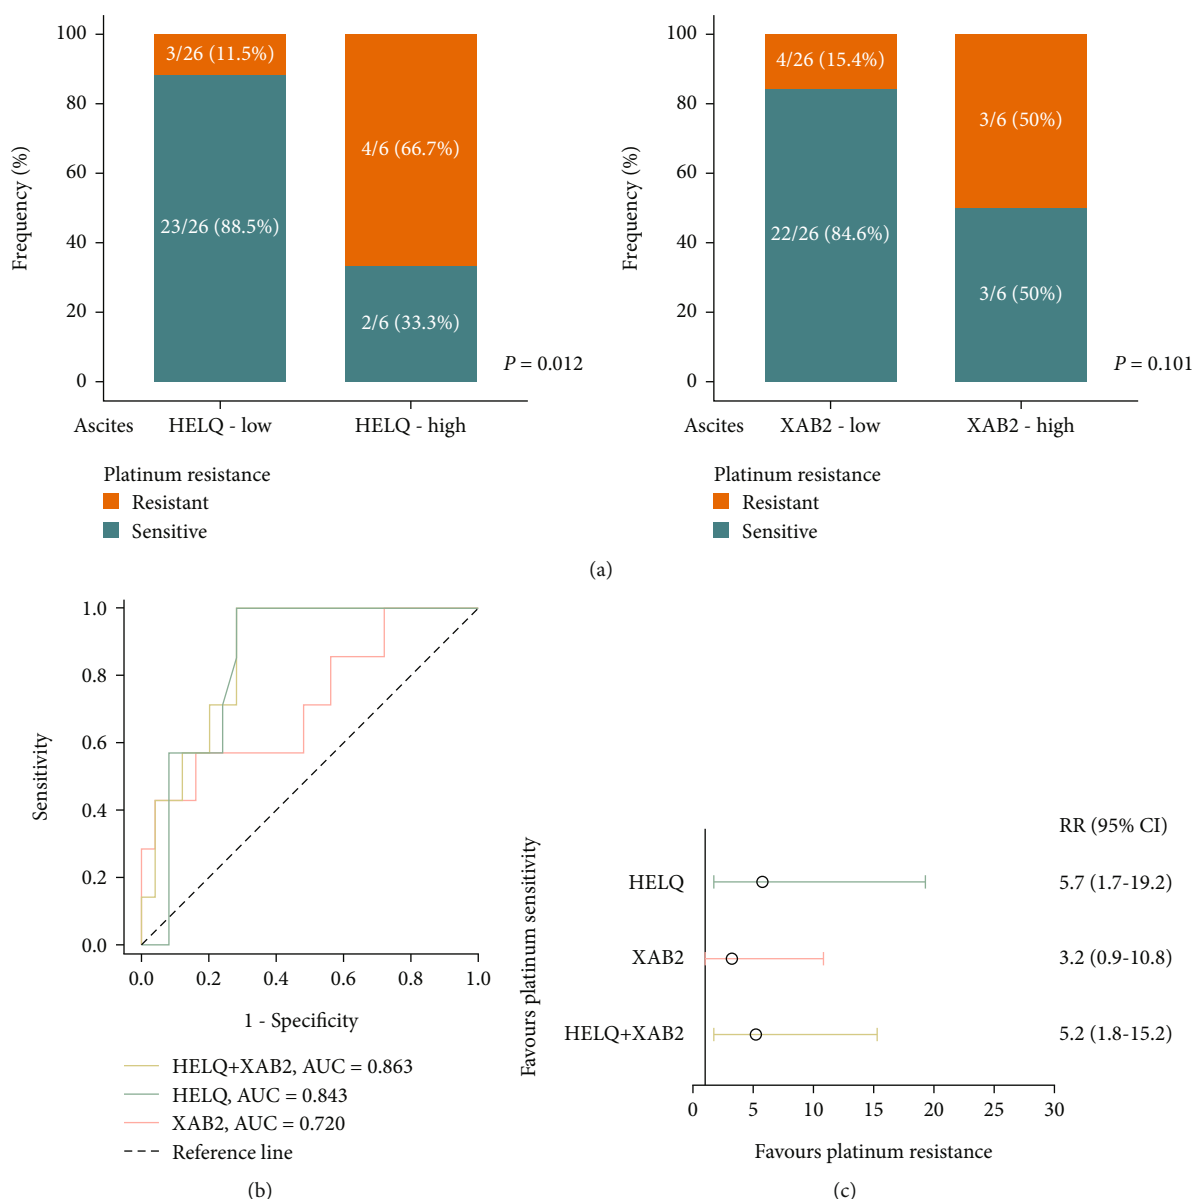 100
80
60
40
20
0
Frequency (%)
3/26 (11.5%)
23/26 (88.5%)
4/6 (66.7%)
2/6 (33.3%)
P = 0.012
Ascites HELQ - low HELQ - high
Platinum resistance
Resistant
Sensitive
100
80
60
40
20
0
Frequency (%)
4/26 (15.4%)
22/26 (84.6%)
3/6 (50%)
3/6 (50%)
P = 0.101
Ascites XAB2 - low XAB2 - high
Platinum resistance
Resistant
Sensitive
(a)
1.0
0.8
0.6
0.4
0.2
0.0
Sensitivity
0.0 0.2 0.4 0.6 0.8 1.0
1 - Specificity
HELQ+XAB2, AUC = 0.863
HELQ, AUC = 0.843
XAB2, AUC = 0.720
Reference line
(b)
Favours platinum sensitivity
RR (95% CI)
HELQ 5.7 (1.7-19.2)
XAB2 3.2 (0.9-10.8)
HELQ+XAB2 5.2 (1.8-15.2)
0 5 10 15 20 25 30
Favours platinum resistance
(c)